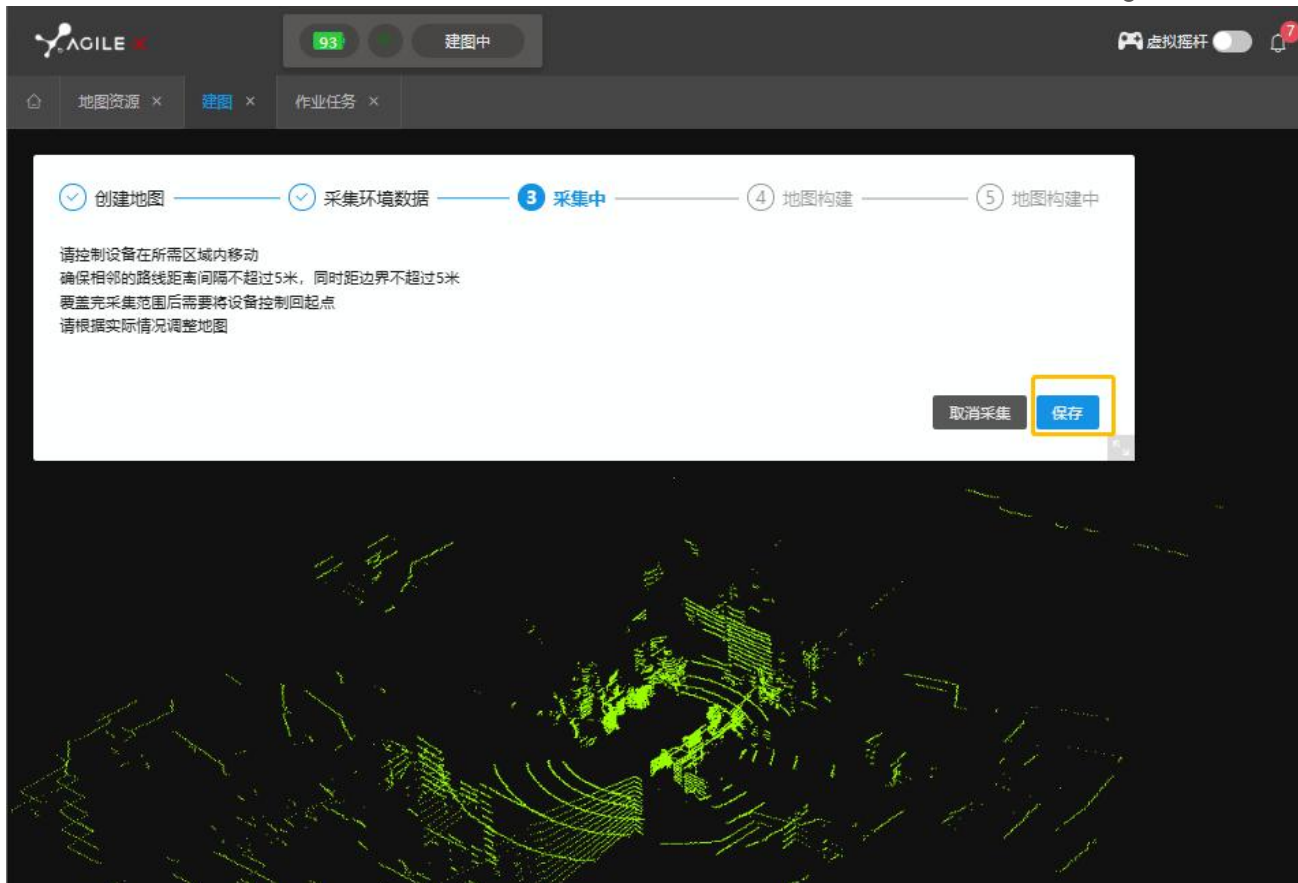 AGILE X
93 建图中 虚拟摇杆 7
地图资源 × 建图 × 作业任务 ×
创建地图 采集环境数据 3 采集中 4 地图构建 5 地图构建中
请控制设备在所需区域内移动
确保相邻的路线距离间隔不超过5米，同时距边界不超过5米
覆盖完采集范围后需要将设备控制回起点
请根据实际情况调整地图
取消采集 保存